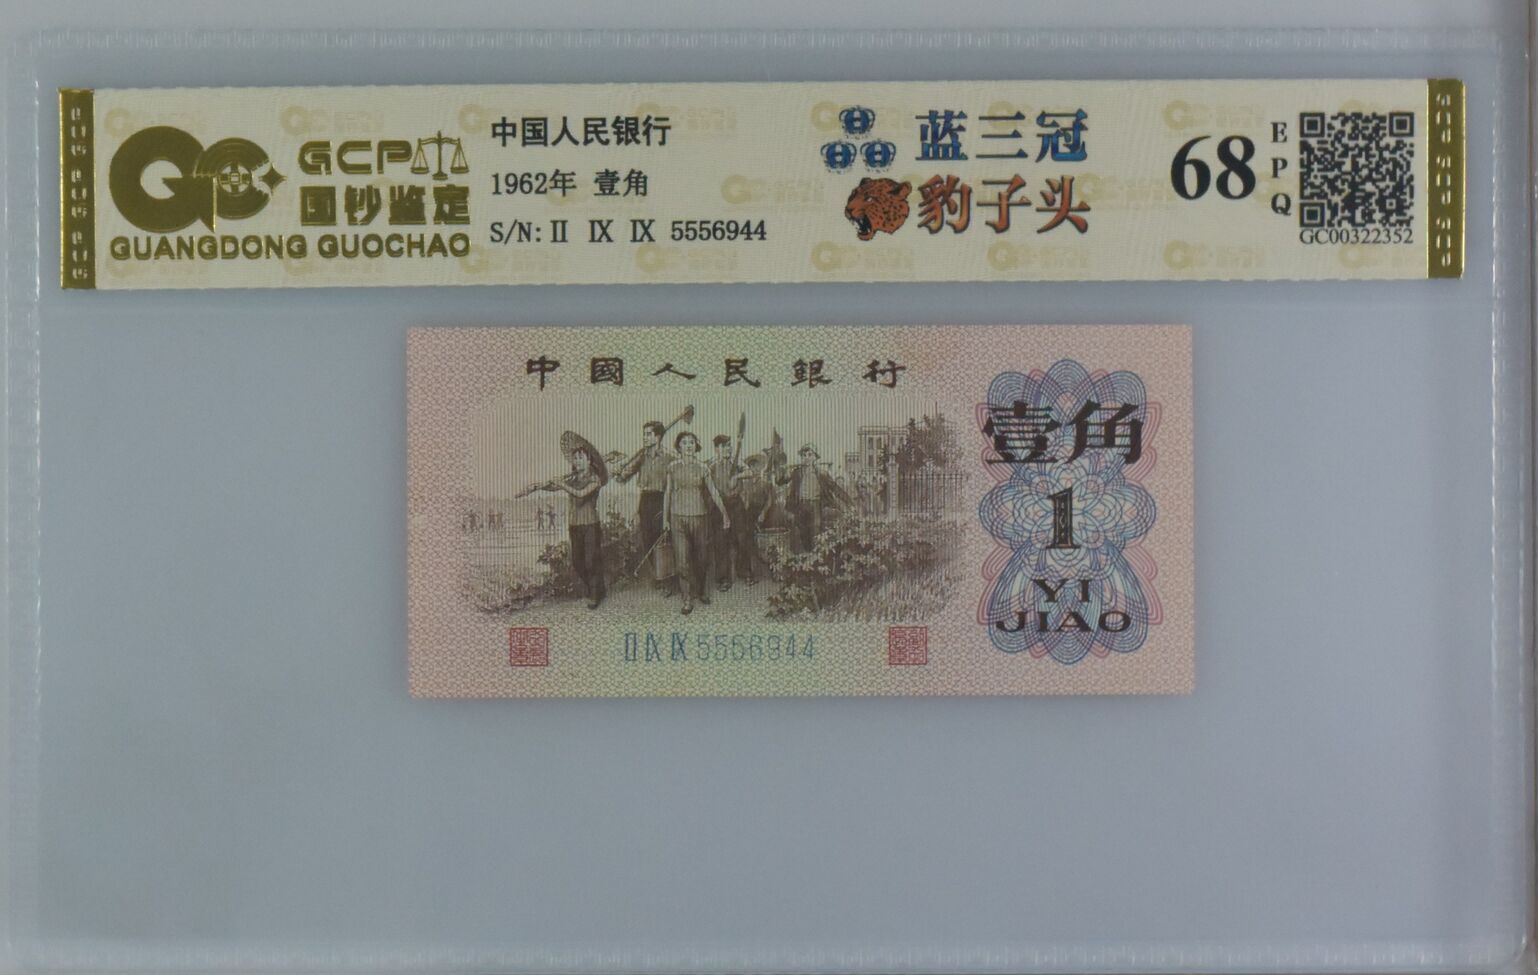 GCP
国钞鉴定
GUANGDONG GUOCHAO
中国人民银行
1962年 壹角
S/N: II IX IX 5556944
蓝三冠
豹子头
68
EPQ
GC00322352
中國人民銀行
壹角
1
YI
JIAO
II IX IX 5556944